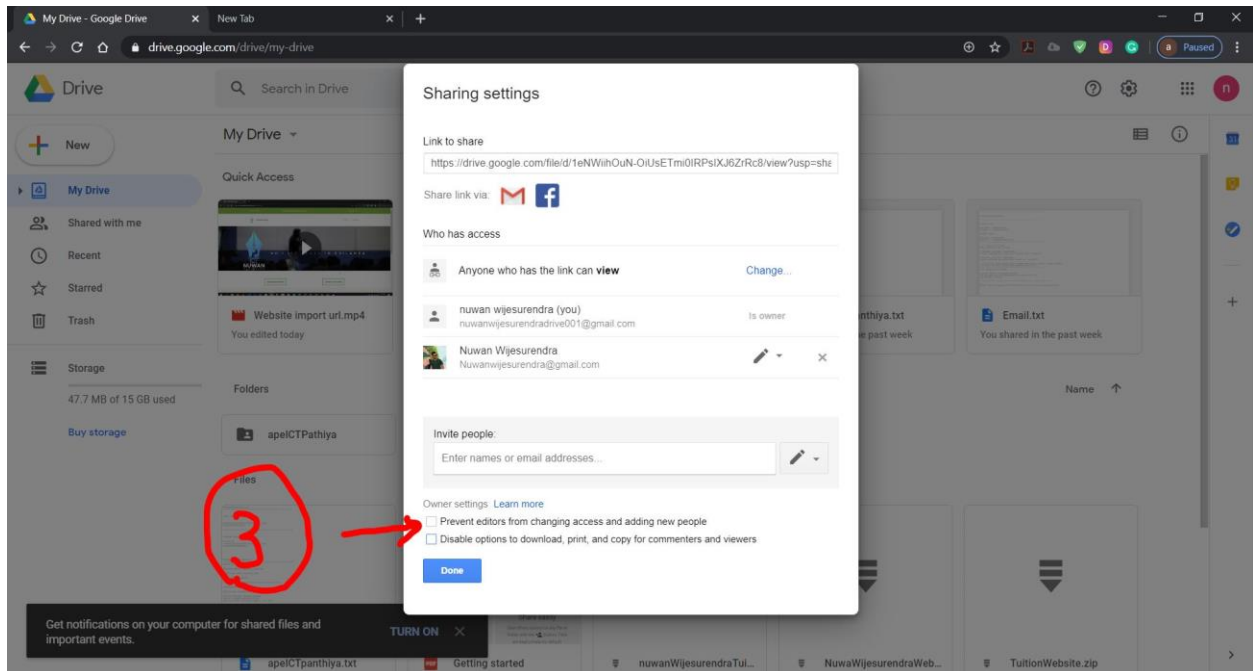 My Drive - Google Drive
New Tab
drive.google.com/drive/my-drive
a Paused
Drive
Search in Drive
n
New
My Drive
Shared with me
Recent
Starred
Trash
Storage
47.7 MB of 15 GB used
Buy storage
My Drive
Quick Access
NUWAN
Website import url.mp4
You edited today
nthiya.txt
e past week
Email.txt
You shared in the past week
Folders
Name
apeICTPathiya
Files
3
Sharing settings
Link to share
https://drive.google.com/file/d/1eNWiihOuN-OiUsETmi0IRPsIXJ6ZrRc8/view?usp=sha
Share link via:
Who has access
Anyone who has the link can view
Change...
nuwan wijesurendra (you)
nuwanwijesurendradrive001@gmail.com
Is owner
Nuwan Wijesurendra
Nuwanwijesurendra@gmail.com
Invite people:
Enter names or email addresses...
Owner settings Learn more
Prevent editors from changing access and adding new people
Disable options to download, print, and copy for commenters and viewers
Done
Get notifications on your computer for shared files and
important events.
TURN ON
apeICTpanthiya.txt
PDF
Getting started
nuwanWijesurendraTui...
NuwaWijesurendraWeb...
TuitionWebsite.zip